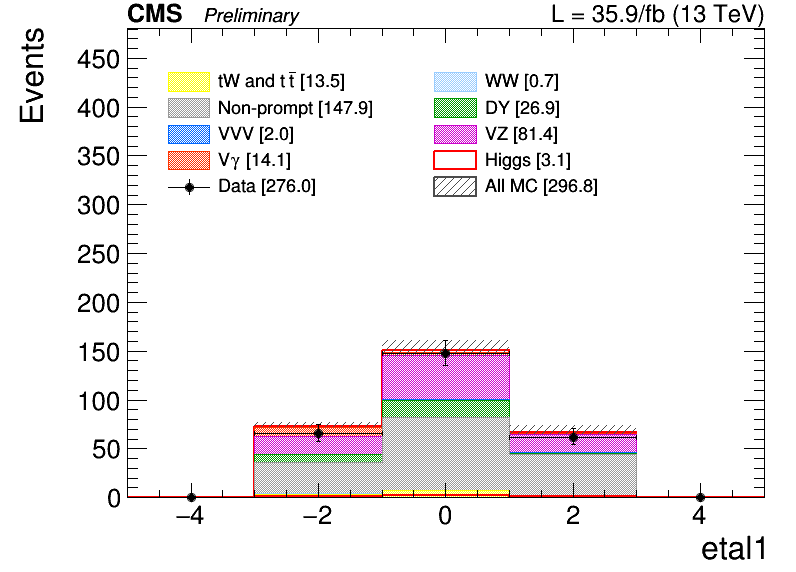 CMS Preliminary L = 35.9/fb (13 TeV)
Events
450
400
350
300
250
200
150
100
50
0
tW and t t̄ [13.5]
Non-prompt [147.9]
VVV [2.0]
Vγ [14.1]
Data [276.0]
WW [0.7]
DY [26.9]
VZ [81.4]
Higgs [3.1]
All MC [296.8]
−4 −2 0 2 4
etal1